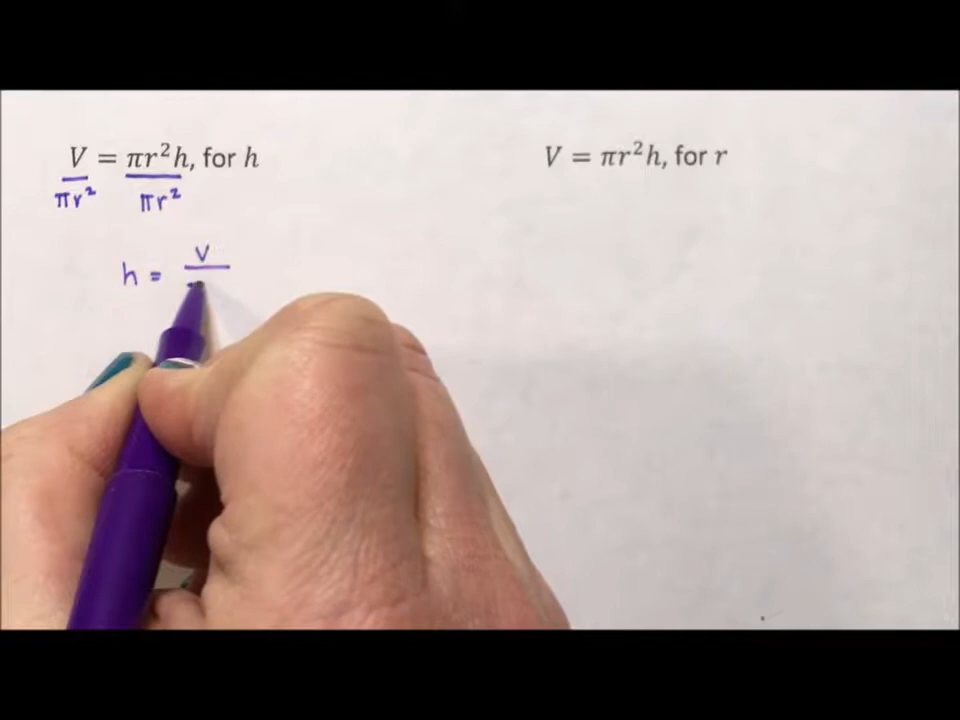 V = πr²h, for h
V = πr²h, for r
πr² πr²
h = V